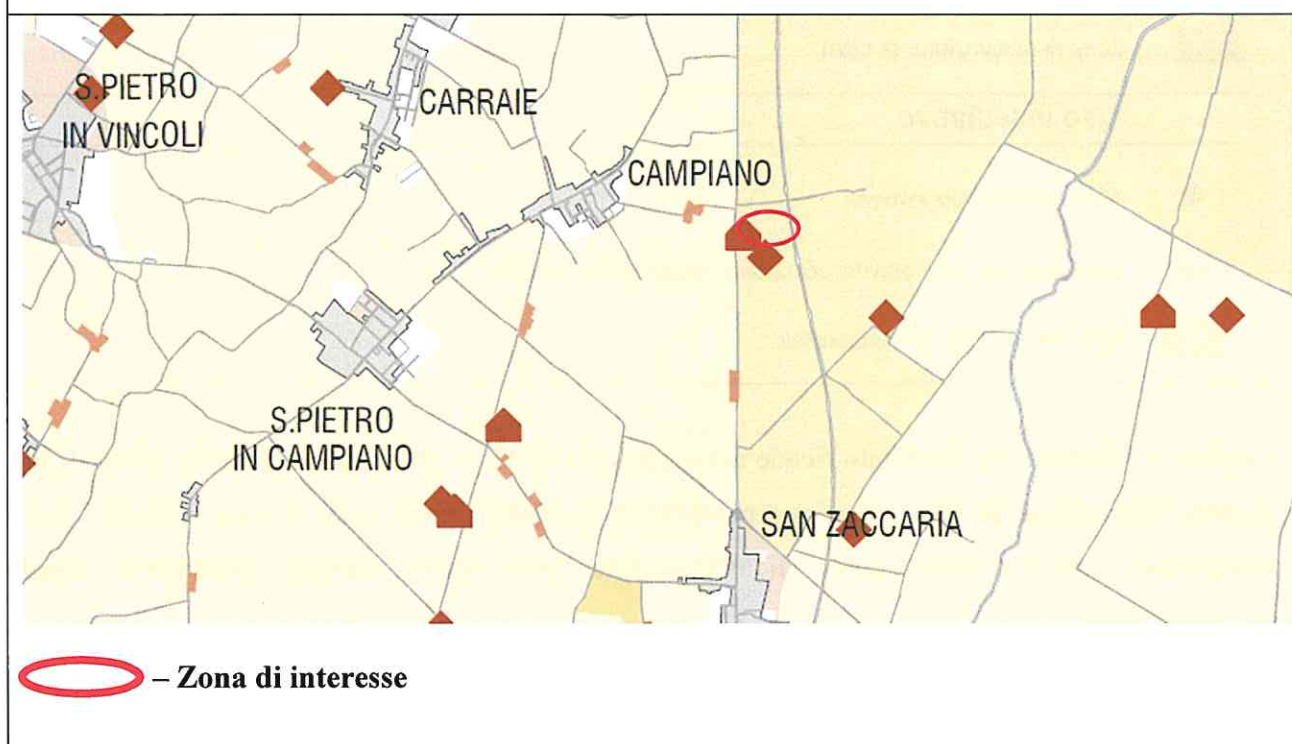 S.PIETRO
IN VINCOLI
CARRAIE
CAMPIANO
S.PIETRO
IN CAMPIANO
SAN ZACCARIA
– Zona di interesse